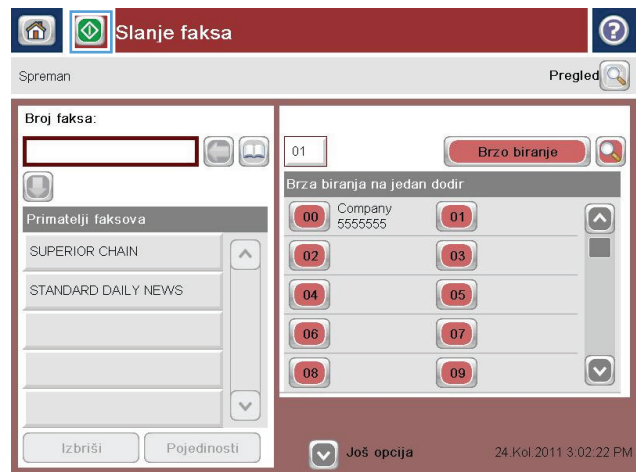 Slanje faksa
Spreman
Pregled
Broj faksa:
Primatelji faksova
SUPERIOR CHAIN
STANDARD DAILY NEWS
Izbriši
Pojedinosti
01
Brzo biranje
Brza biranja na jedan dodir
00 Company 01
5555555
02 03
04 05
06 07
08 09
Još opcija
24.Kol.2011 3:02:22 PM